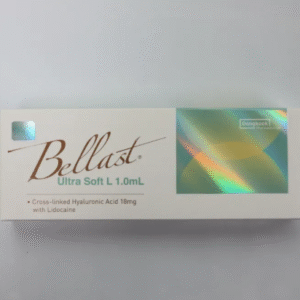 Bellast®
Ultra Soft L 1.0mL
• Cross-linked Hyaluronic Acid 18mg
with Lidocaine